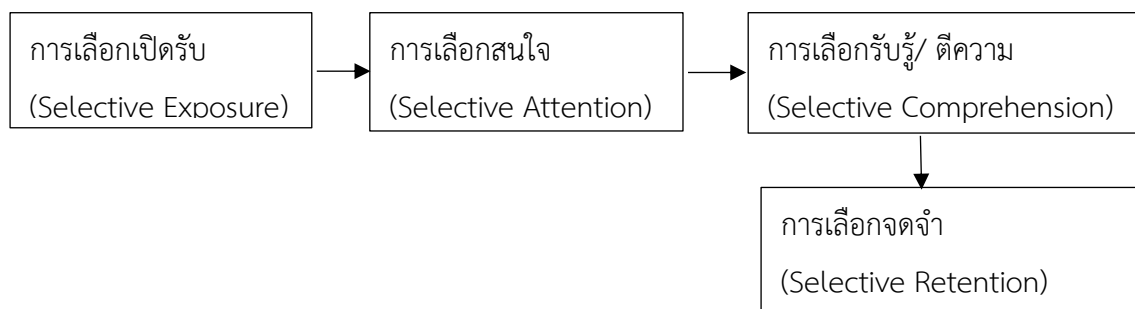 การเลือกเปิดรับ
(Selective Exposure)
การเลือกสนใจ
(Selective Attention)
การเลือกรับรู้/ ตีความ
(Selective Comprehension)
การเลือกจดจำ
(Selective Retention)